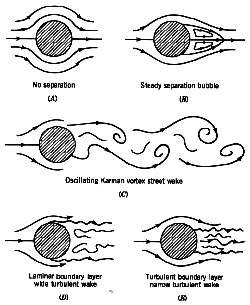 No separation
(A)
Steady separation bubble
(B)
Oscillating Karman vortex street wake
(C)
Laminar boundary layer
wide turbulent wake
(D)
Turbulent boundary layer
narrow turbulent wake
(E)